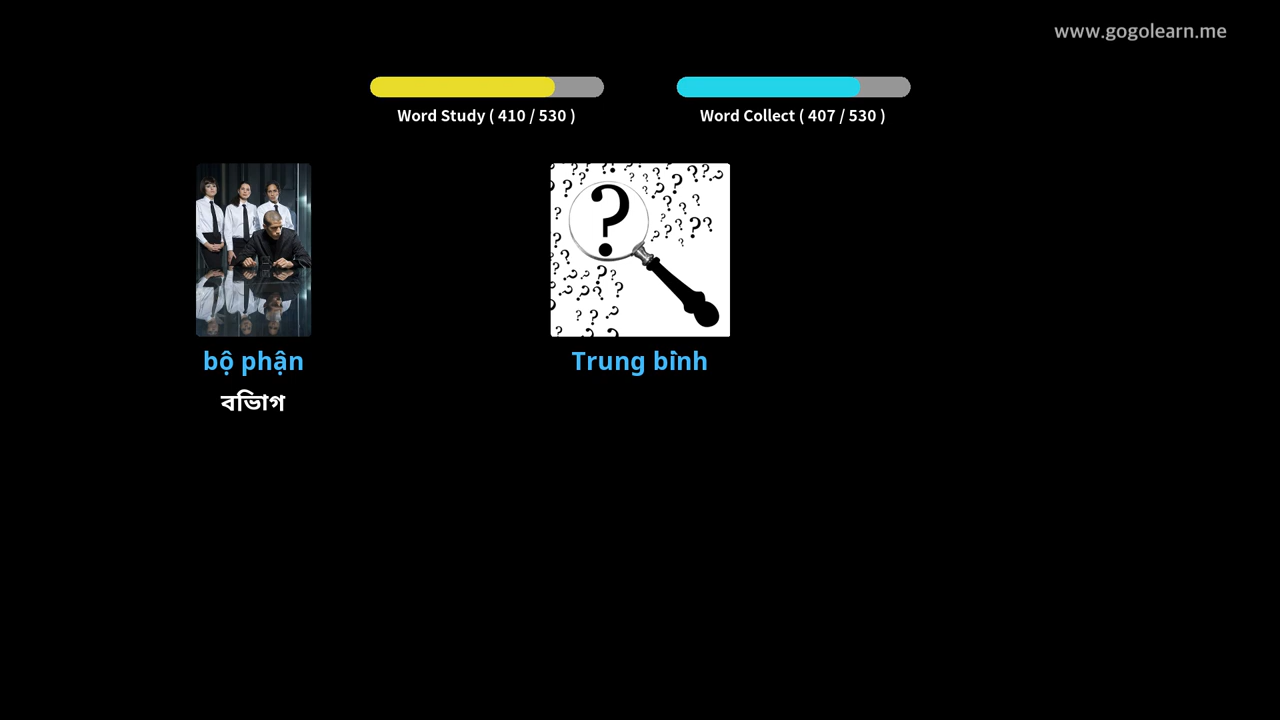 www.gogolearn.me
Word Study ( 410 / 530 )
Word Collect ( 407 / 530 )
bộ phận
Trung bình
বিভাগ